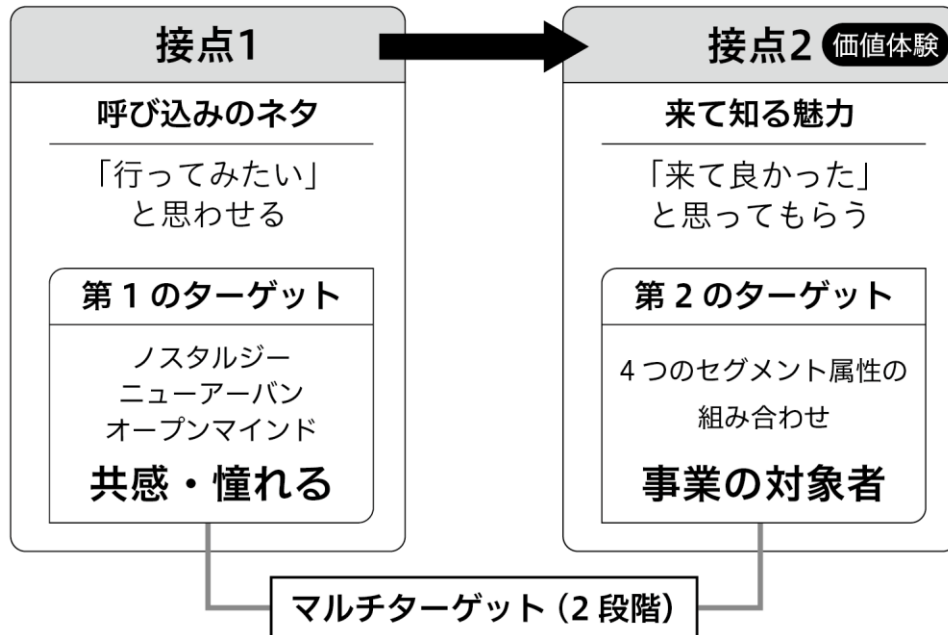 接点1
呼び込みのネタ
「行ってみたい」
と思わせる
第1のターゲット
ノスタルジー
ニューアーバン
オープンマインド
共感・憧れる
接点2 価値体験
来て知る魅力
「来て良かった」
と思ってもらう
第2のターゲット
4つのセグメント属性の
組み合わせ
事業の対象者
マルチターゲット(2段階)